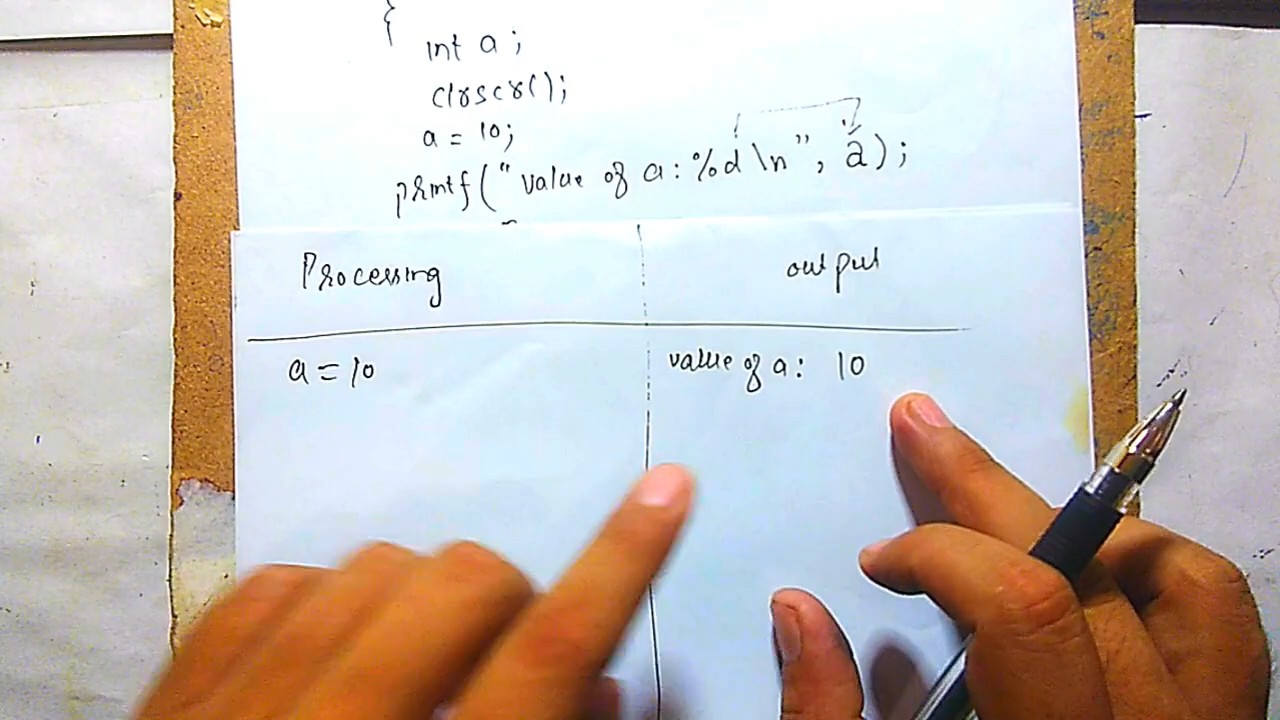 {
int a;
clrscr();
a = 10;
printf("value of a: %d \n", a);
Processing
output
a = 10
value of a: 10